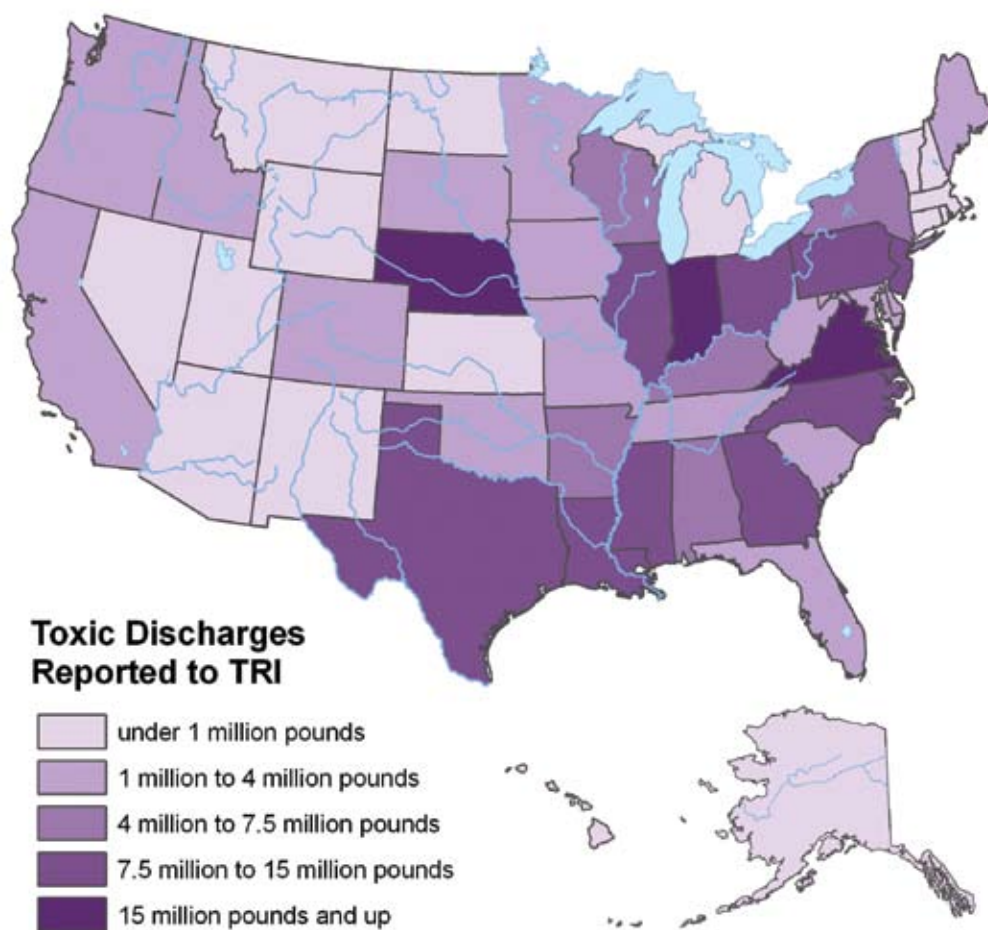 Toxic Discharges
Reported to TRI
under 1 million pounds
1 million to 4 million pounds
4 million to 7.5 million pounds
7.5 million to 15 million pounds
15 million pounds and up